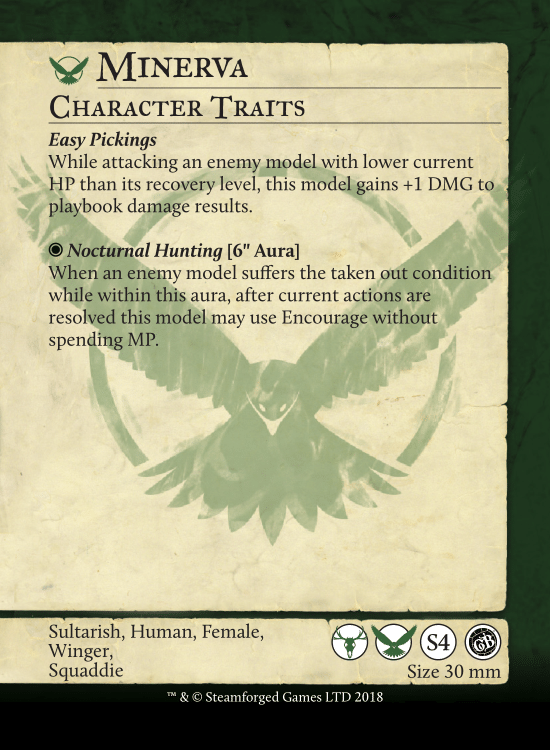 Minerva
Character Traits
Easy Pickings
While attacking an enemy model with lower current
HP than its recovery level, this model gains +1 DMG to
playbook damage results.
Nocturnal Hunting [6" Aura]
When an enemy model suffers the taken out condition
while within this aura, after current actions are
resolved this model may use Encourage without
spending MP.
Sultarish, Human, Female,
Winger,
Squaddie
S4
GB
Size 30 mm
™ & © Steamforged Games LTD 2018